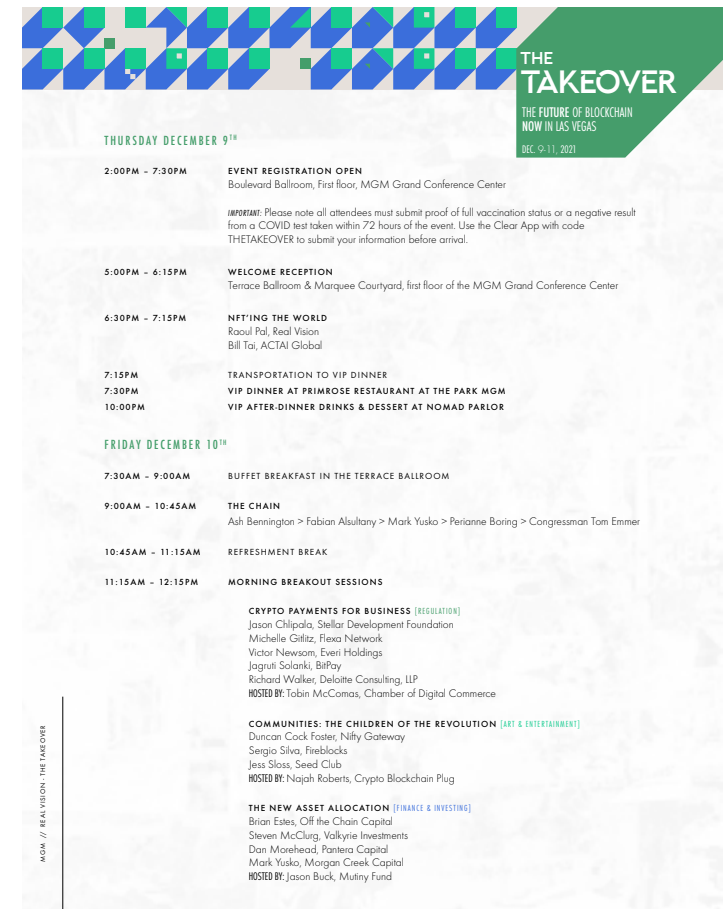 THE
TAKEOVER
THE FUTURE OF BLOCKCHAIN
NOW IN LAS VEGAS
DEC. 9-11, 2021
THURSDAY DECEMBER 9TH
2:00PM – 7:30PM EVENT REGISTRATION OPEN
Boulevard Ballroom, First floor, MGM Grand Conference Center
IMPORTANT: Please note all attendees must submit proof of full vaccination status or a negative result
from a COVID test taken within 72 hours of the event. Use the Clear App with code
THETAKEOVER to submit your information before arrival.
5:00PM – 6:15PM WELCOME RECEPTION
Terrace Ballroom & Marquee Courtyard, first floor of the MGM Grand Conference Center
6:30PM – 7:15PM NFT'ING THE WORLD
Raoul Pal, Real Vision
Bill Tai, ACTAI Global
7:15PM TRANSPORTATION TO VIP DINNER
7:30PM VIP DINNER AT PRIMROSE RESTAURANT AT THE PARK MGM
10:00PM VIP AFTER-DINNER DRINKS & DESSERT AT NOMAD PARLOR
FRIDAY DECEMBER 10TH
7:30AM – 9:00AM BUFFET BREAKFAST IN THE TERRACE BALLROOM
9:00AM – 10:45AM THE CHAIN
Ash Bennington > Fabian Alsultany > Mark Yusko > Perianne Boring > Congressman Tom Emmer
10:45AM – 11:15AM REFRESHMENT BREAK
11:15AM – 12:15PM MORNING BREAKOUT SESSIONS
CRYPTO PAYMENTS FOR BUSINESS [REGULATION]
Jason Chlipala, Stellar Development Foundation
Michelle Gitlitz, Flexa Network
Victor Newsom, Everi Holdings
Jagruti Solanki, BitPay
Richard Walker, Deloitte Consulting, LLP
HOSTED BY: Tobin McComas, Chamber of Digital Commerce
COMMUNITIES: THE CHILDREN OF THE REVOLUTION [ART & ENTERTAINMENT]
Duncan Cock Foster, Nifty Gateway
Sergio Silva, Fireblocks
Jess Sloss, Seed Club
HOSTED BY: Najah Roberts, Crypto Blockchain Plug
THE NEW ASSET ALLOCATION [FINANCE & INVESTING]
Brian Estes, Off the Chain Capital
Steven McClurg, Valkyrie Investments
Dan Morehead, Pantera Capital
Mark Yusko, Morgan Creek Capital
HOSTED BY: Jason Buck, Mutiny Fund
MGM // REAL VISION - THE TAKEOVER